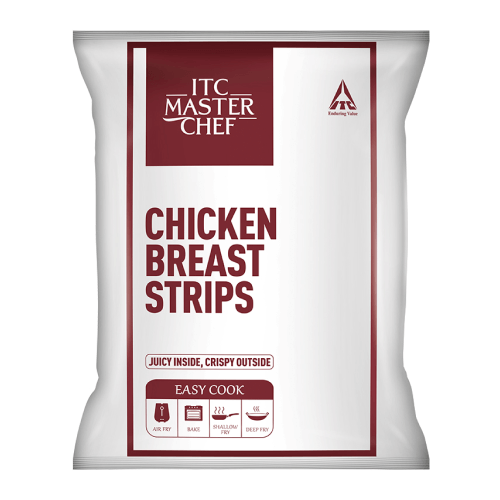 ITC
MASTER
CHEF
ITC
Enduring Value
CHICKEN
BREAST
STRIPS
JUICY INSIDE, CRISPY OUTSIDE
EASY COOK
AIR FRY
BAKE
SHALLOW
FRY
DEEP FRY